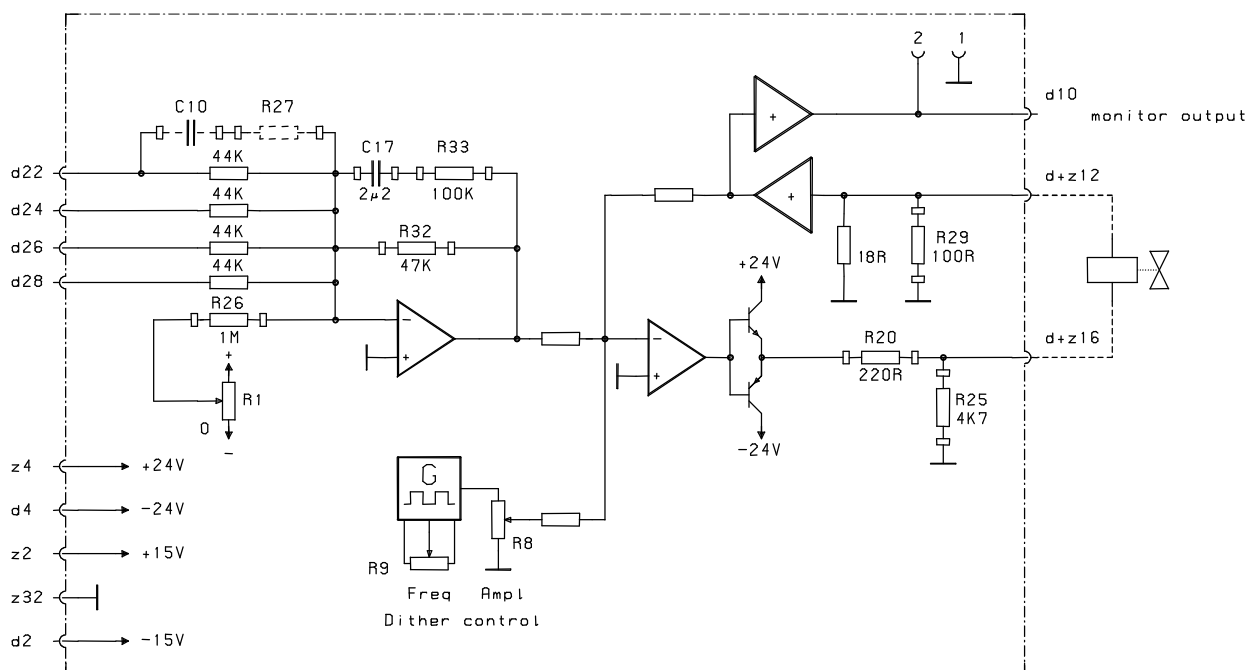 2 1
d10
monitor output
C10 R27
C17 R33
44K
d22
2µ2 100K
d+z12
44K
d24
44K
R32
R29
d26
47K
18R 100R
44K
+24V
d28
R26
1M
R20
d+z16
+
220R
R1
R25
4K7
0
-
-24V
z4 +24V
G
d4 -24V
R8
z2 +15V
R9
Freq Ampl
z32
Dither control
d2 -15V